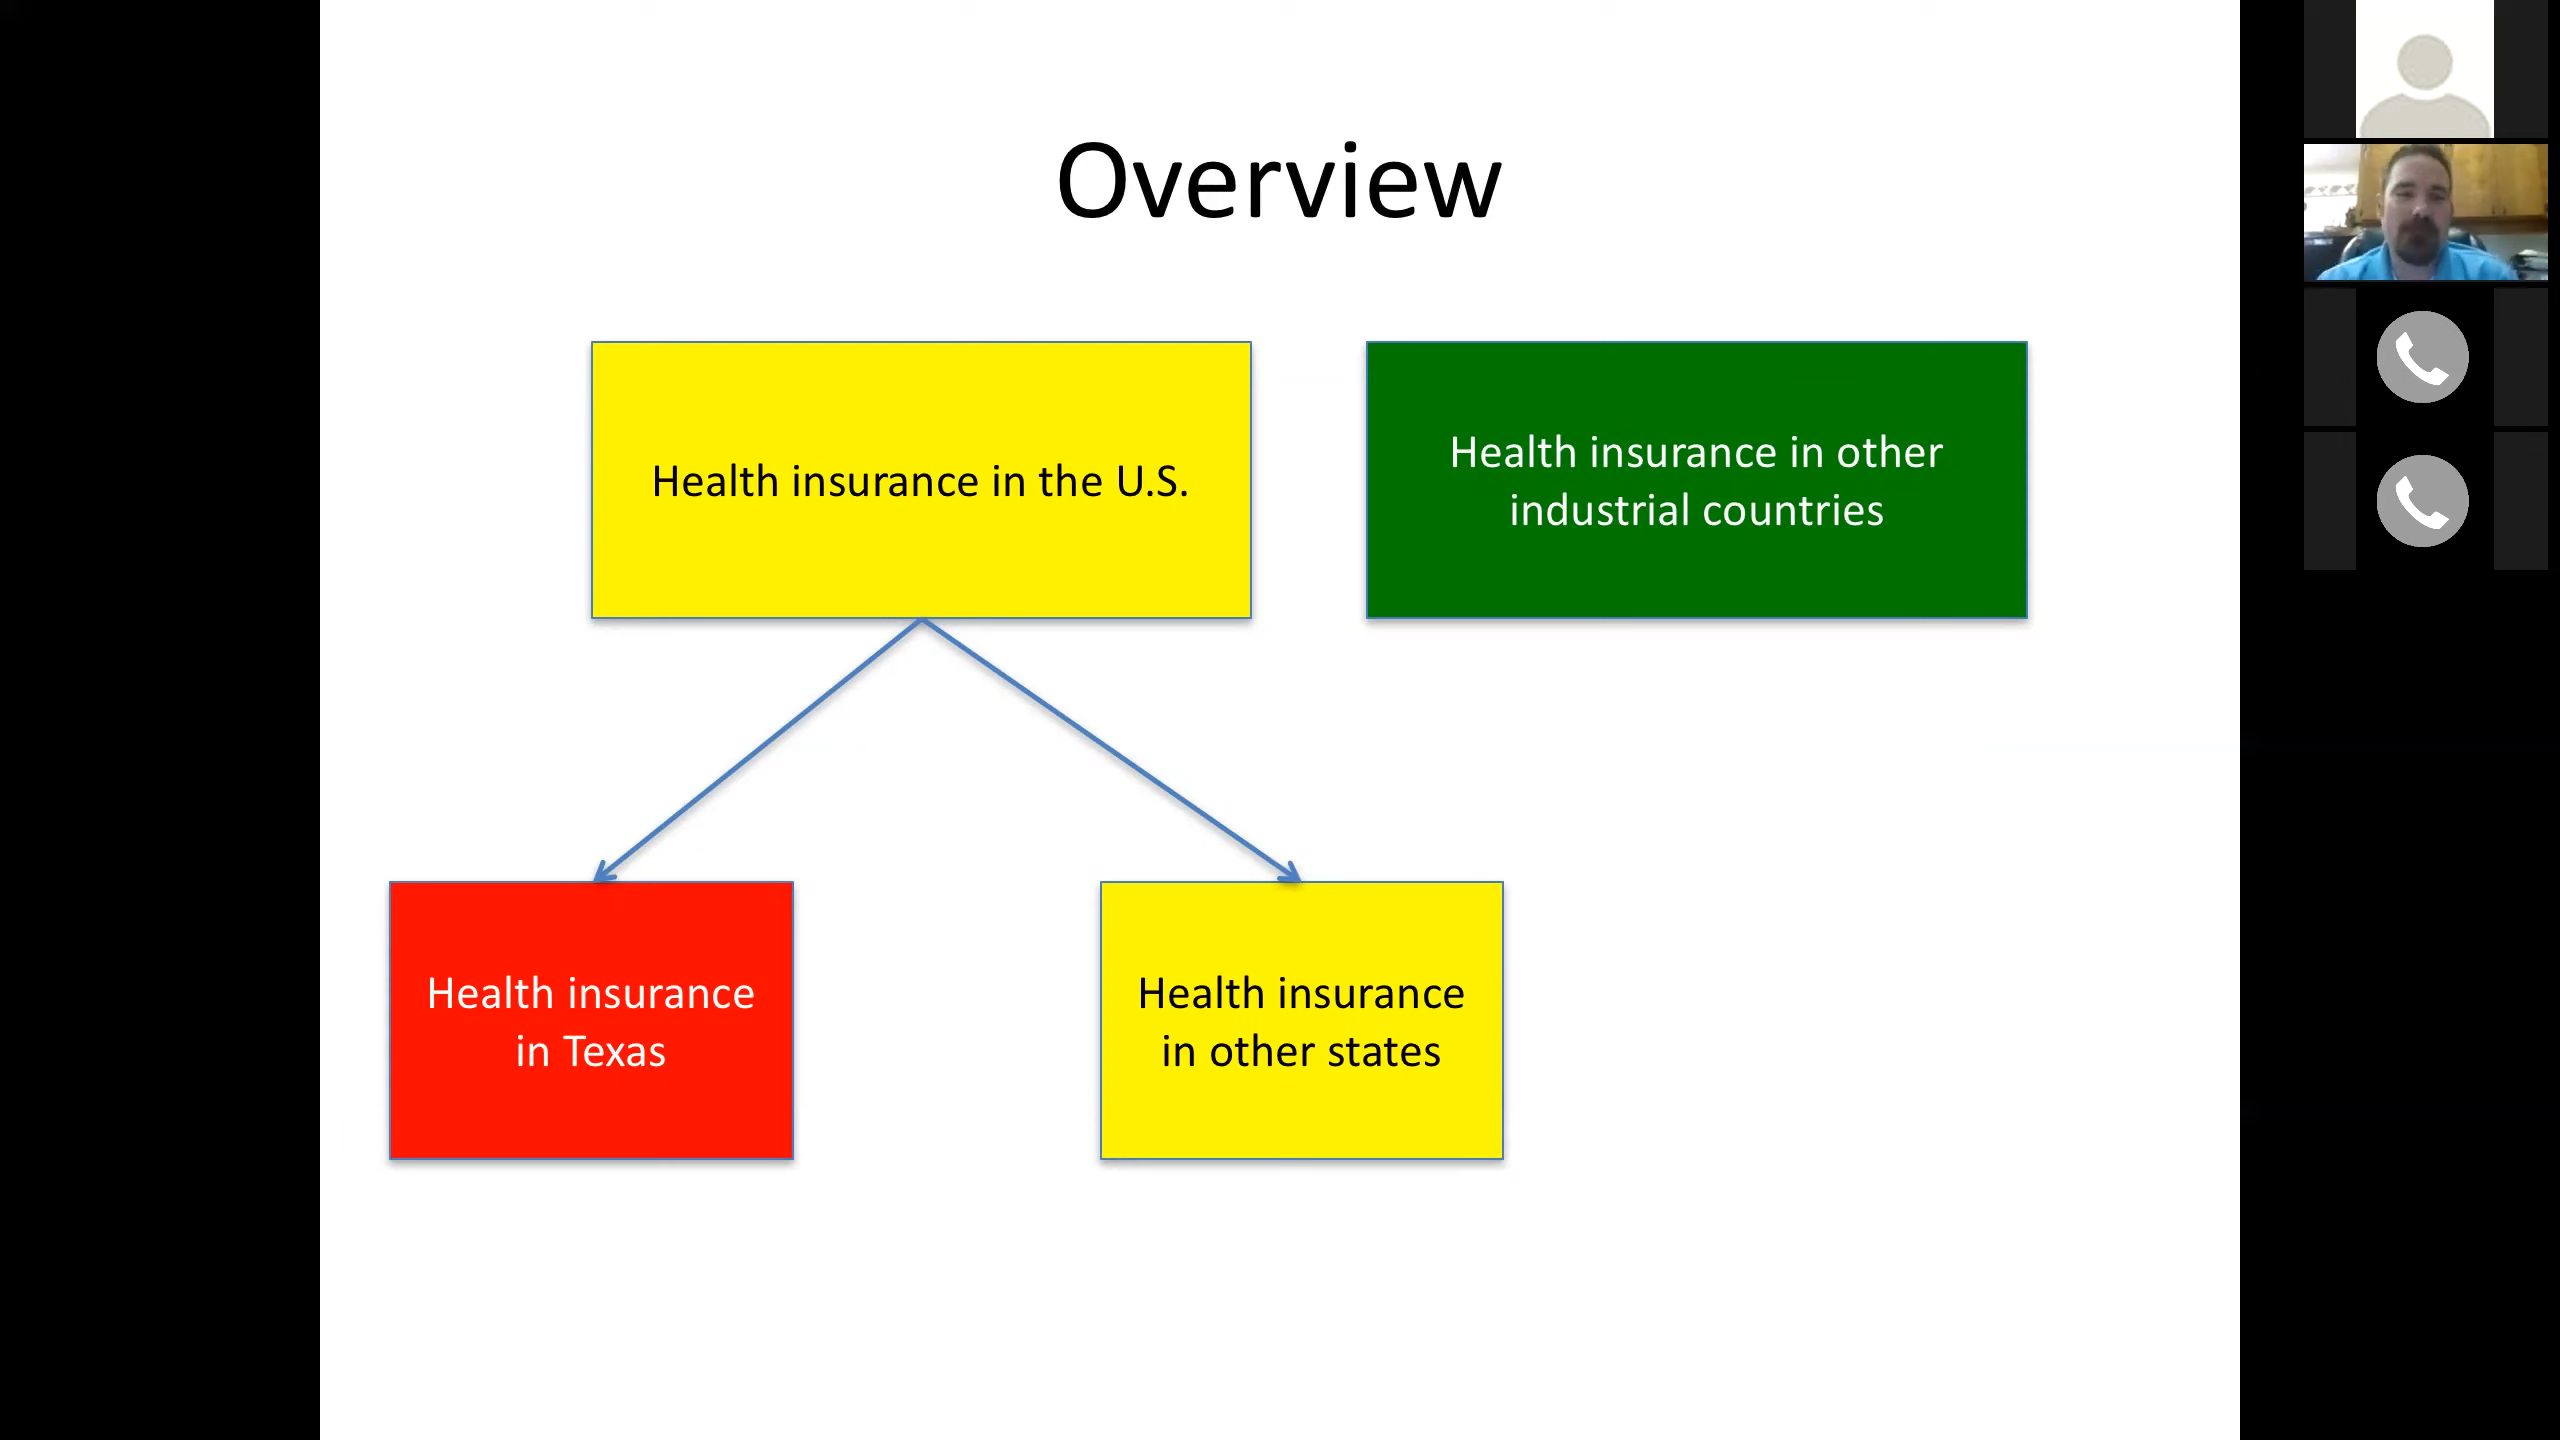 Overview
Health insurance in the U.S.
Health insurance in other
industrial countries
Health insurance
in Texas
Health insurance
in other states